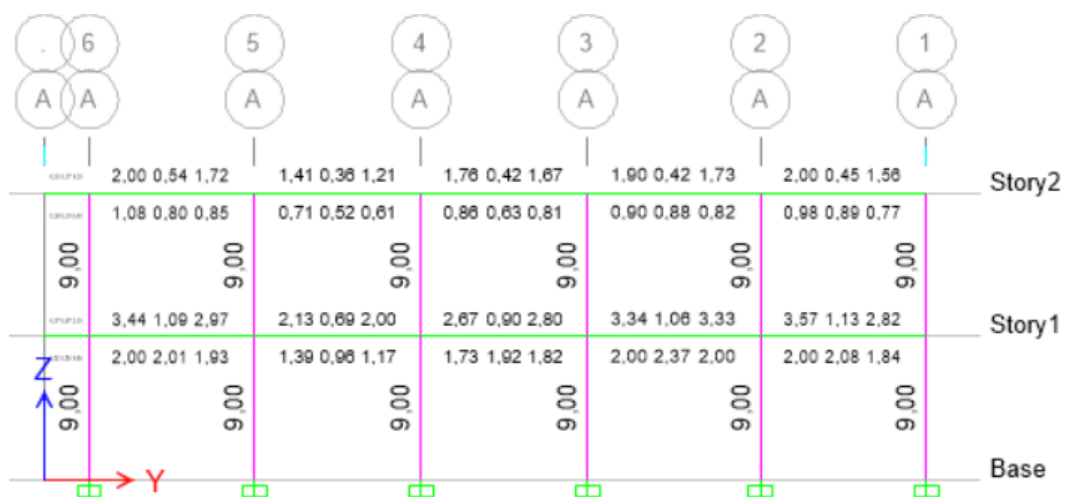 . 6 5 4 3 2 1
A A A A A A A
2,00 0,54 1,72 1,41 0,36 1,21 1,76 0,42 1,67 1,90 0,42 1,73 2,00 0,45 1,56
Story2
1,08 0,80 0,85 0,71 0,52 0,61 0,86 0,63 0,81 0,90 0,88 0,82 0,98 0,89 0,77
9,00 9,00 9,00 9,00 9,00 9,00
3,44 1,09 2,97 2,13 0,69 2,00 2,67 0,90 2,80 3,34 1,06 3,33 3,57 1,13 2,82
Story1
2,00 2,01 1,93 1,39 0,96 1,17 1,73 1,92 1,82 2,00 2,37 2,00 2,00 2,08 1,84
Z
9,00 9,00 9,00 9,00 9,00 9,00
Base
Y